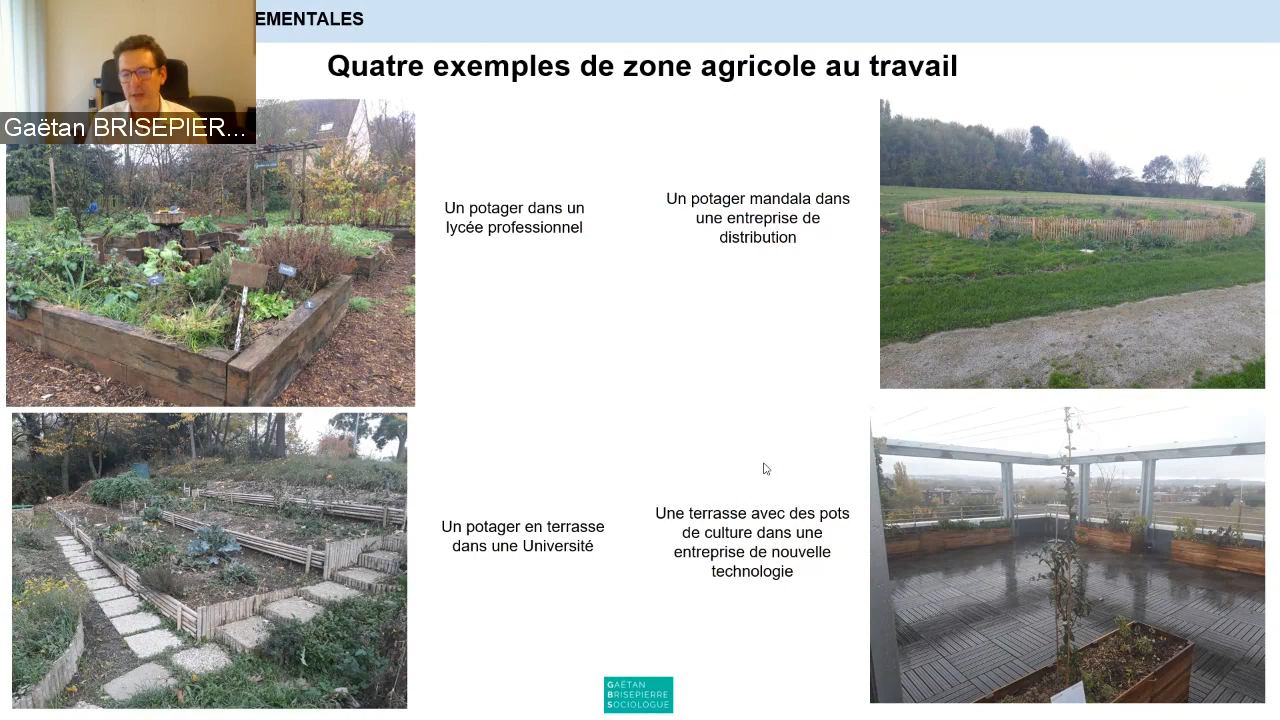 EMENTALES
Quatre exemples de zone agricole au travail
Gaëtan BRISEPIER...
Un potager dans un
lycée professionnel
Un potager mandala dans
une entreprise de
distribution
Un potager en terrasse
dans une Université
Une terrasse avec des pots
de culture dans une
entreprise de nouvelle
technologie
GAËTAN
BRISEPIERRE
SOCIOLOGUE